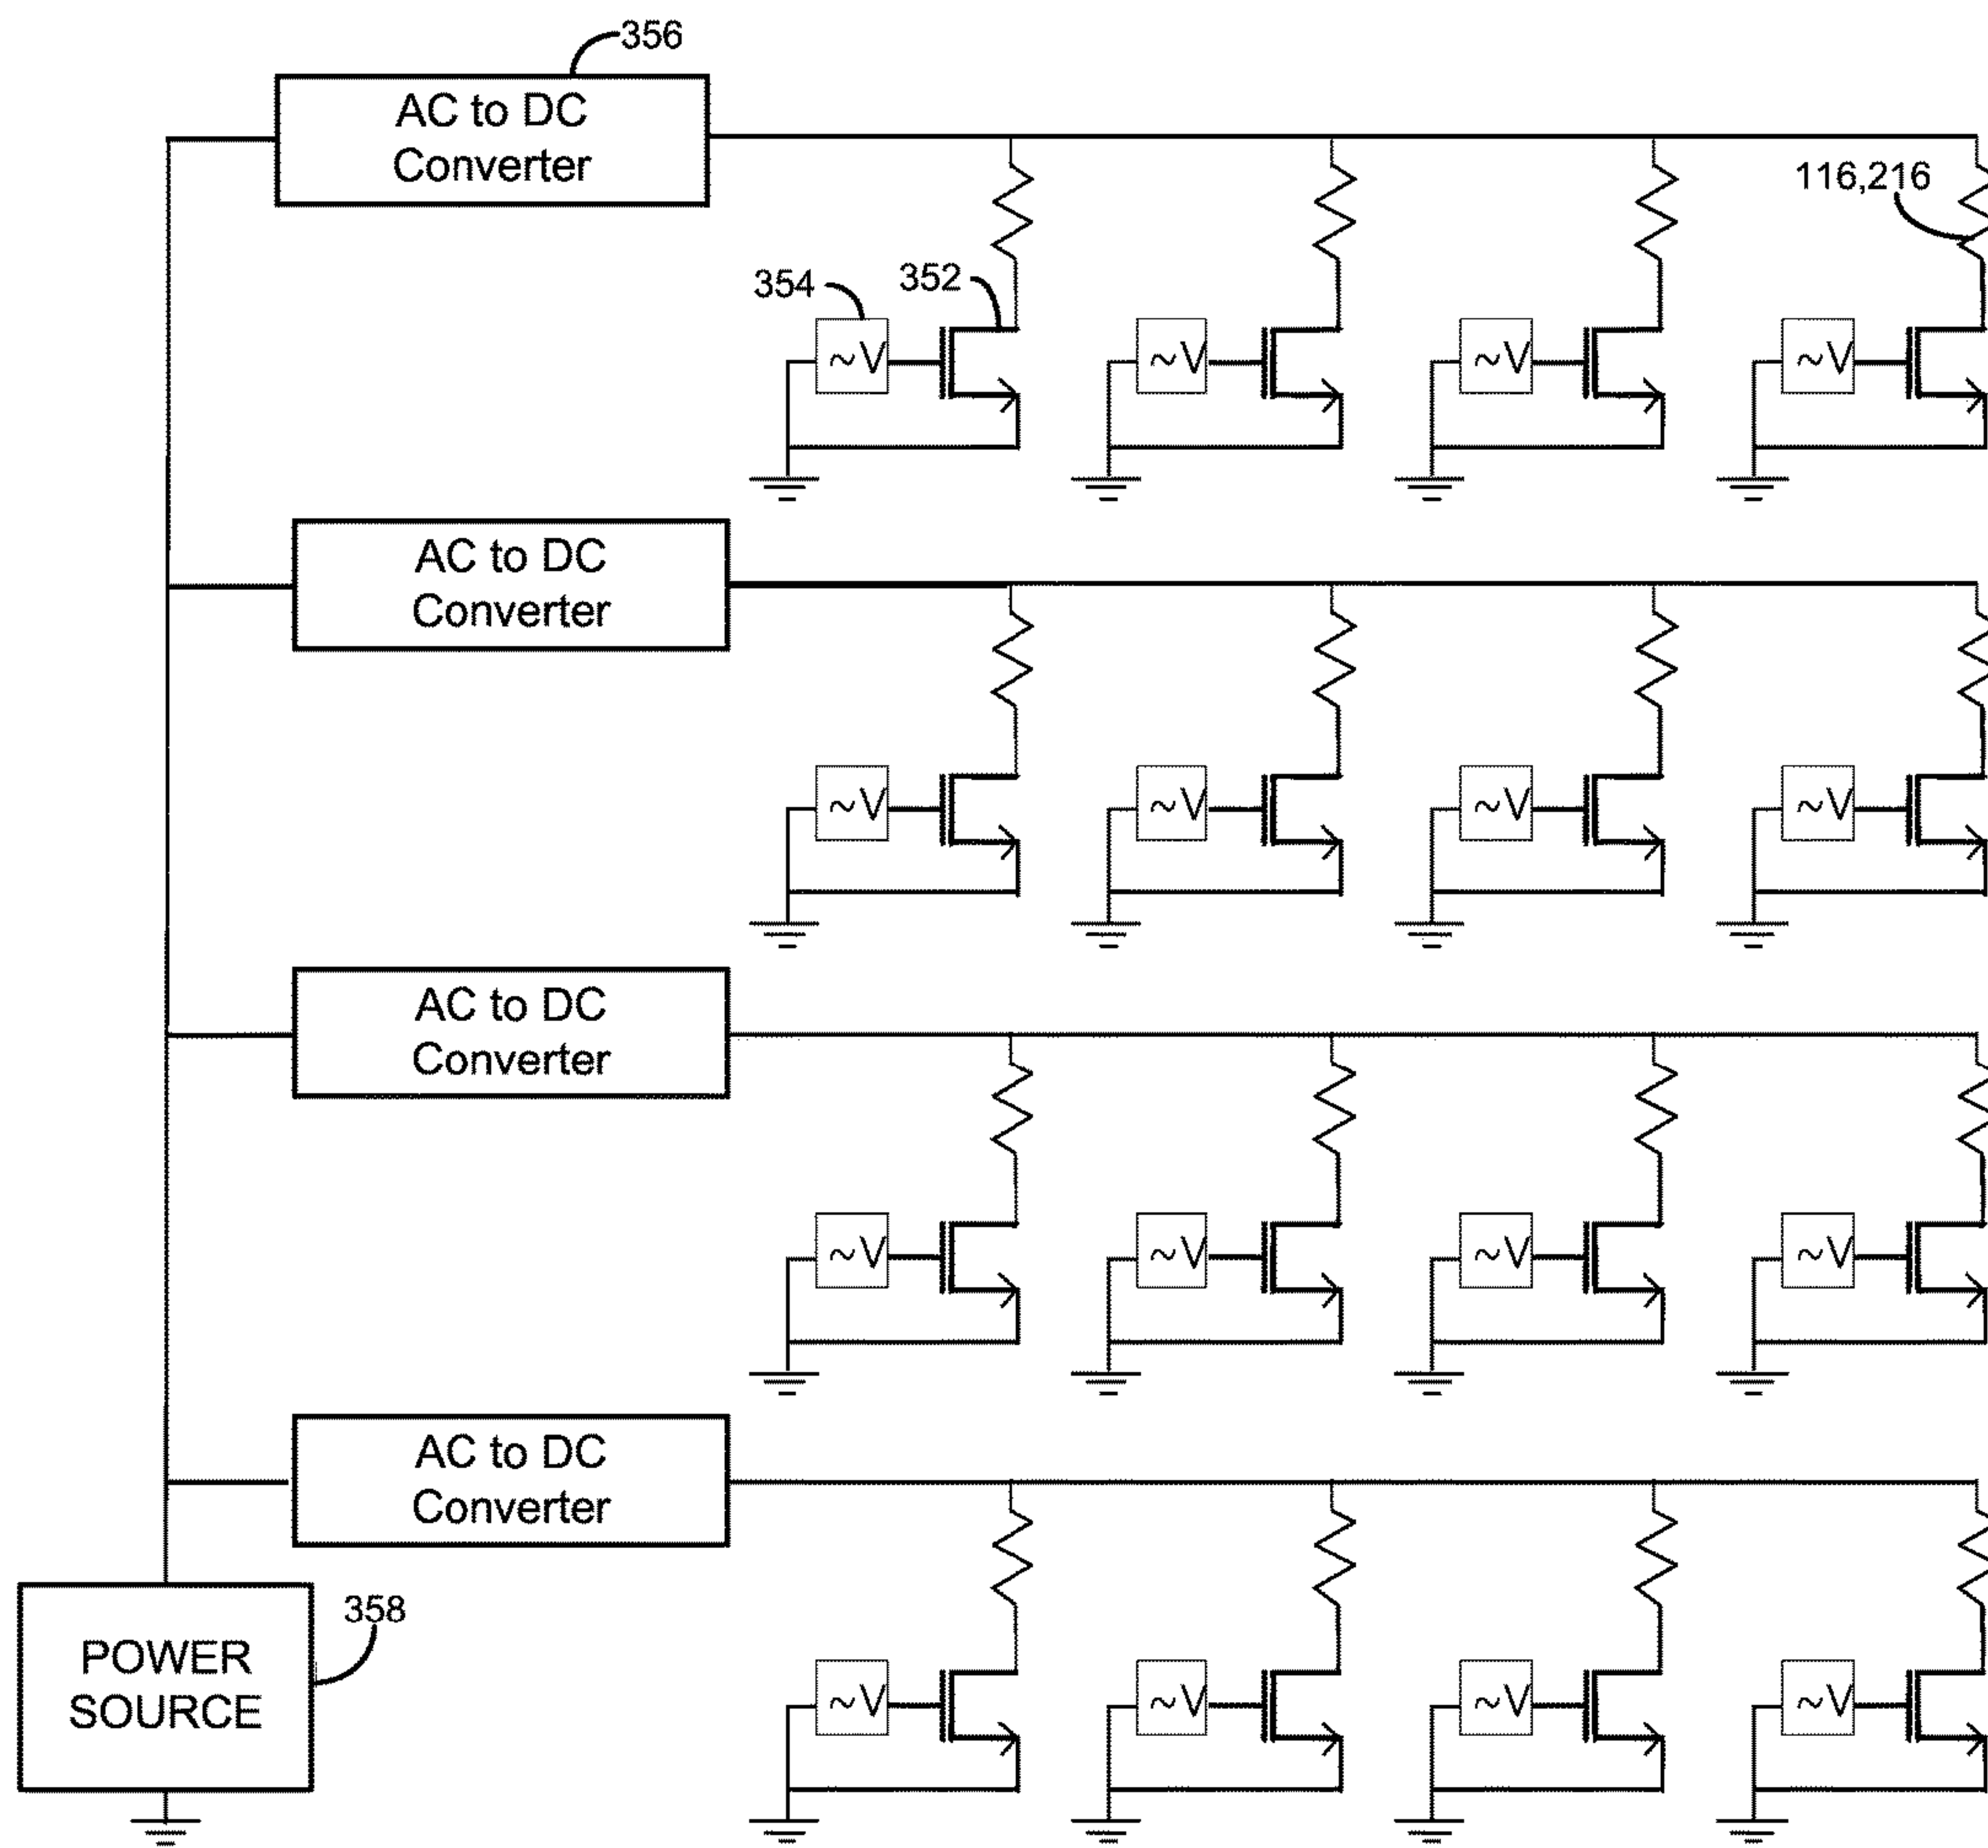 356
AC to DC
Converter
116,216
354
352
~V
~V
~V
~V
AC to DC
Converter
~V
~V
~V
~V
AC to DC
Converter
~V
~V
~V
~V
AC to DC
Converter
358
POWER
SOURCE
~V
~V
~V
~V